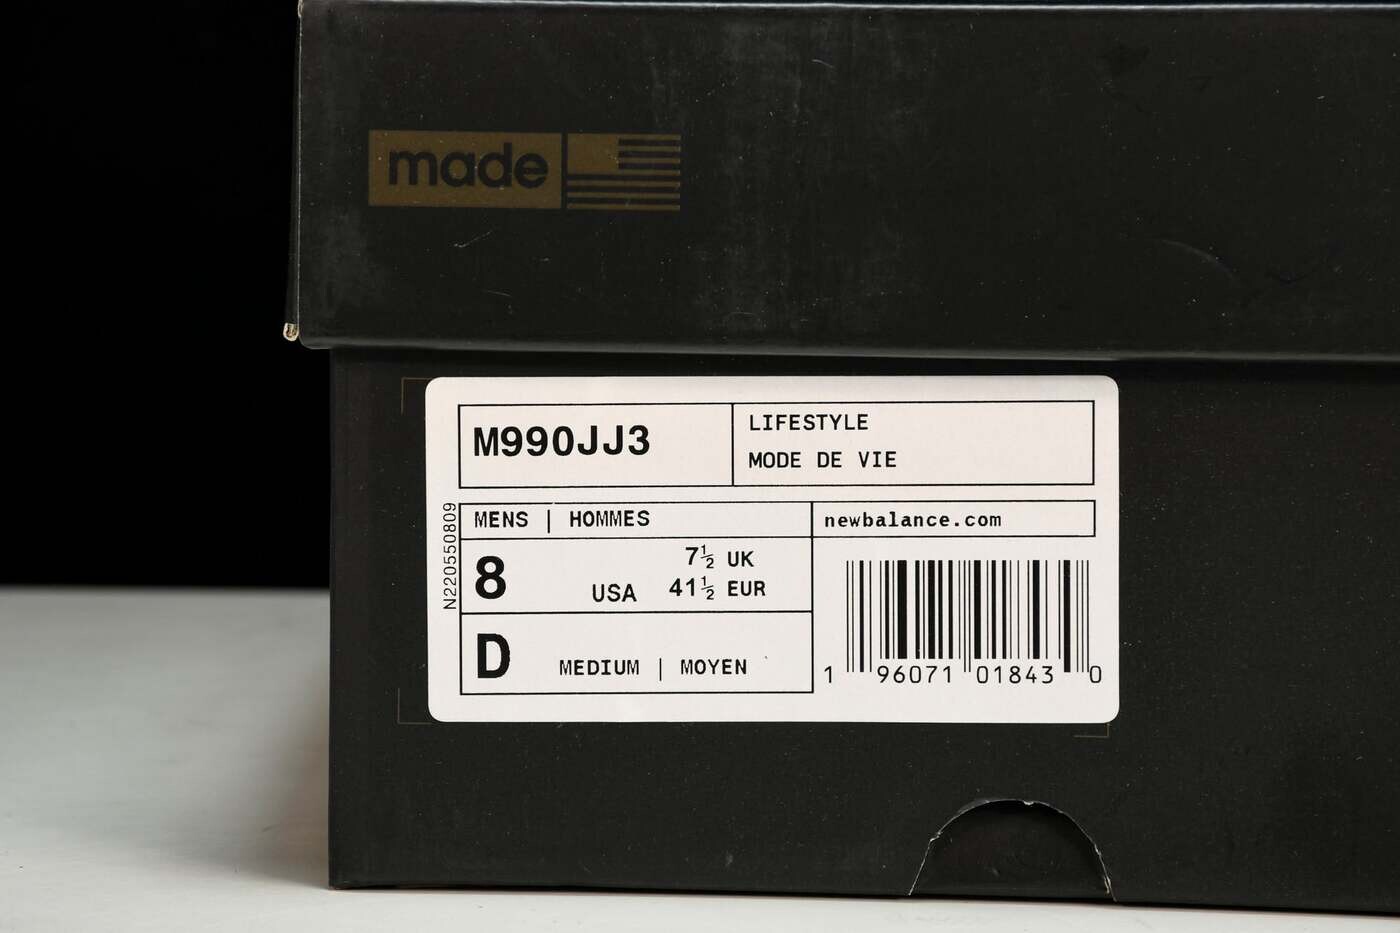 made
M990JJ3
LIFESTYLE
MODE DE VIE
N220550809
MENS | HOMMES
newbalance.com
8 USA
7½ UK
41½ EUR
D MEDIUM | MOYEN
1 96071 01843 0